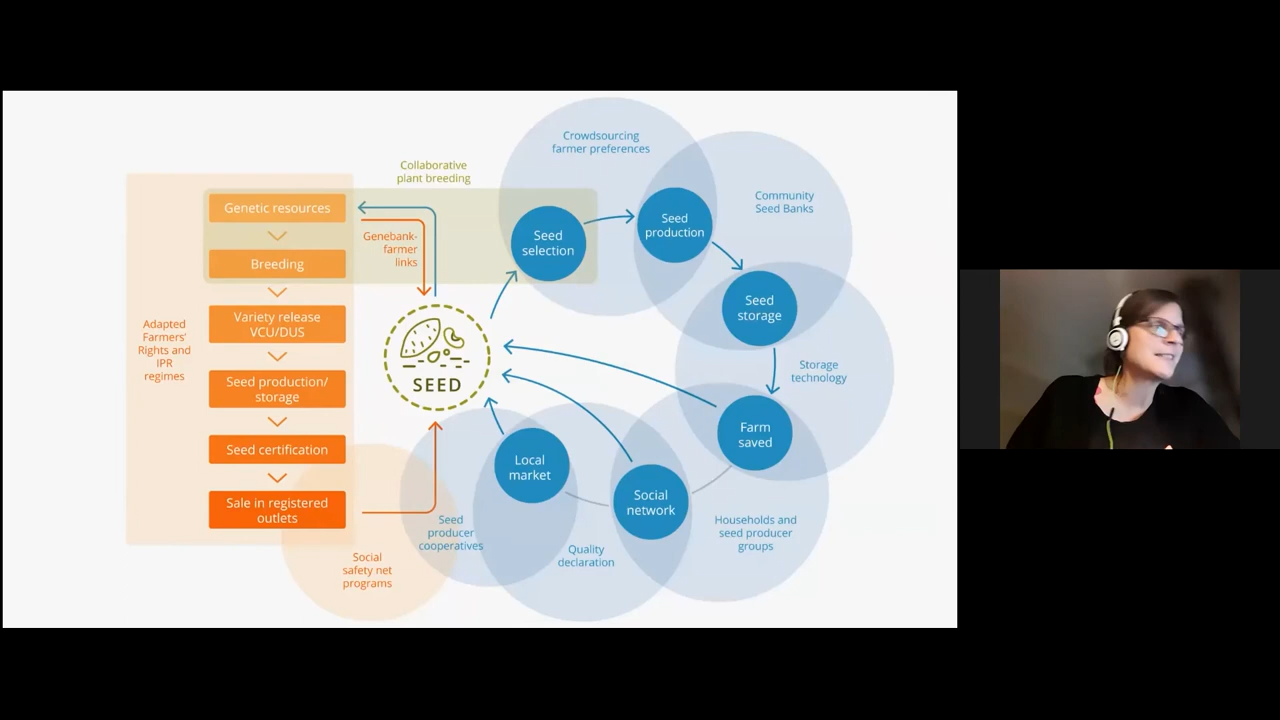 Crowdsourcing
farmer preferences
Collaborative
plant breeding
Genetic resources
Genebank-
farmer
links
Breeding
Seed
selection
Seed
production
Community
Seed Banks
Variety release
VCU/DUS
Seed
storage
Adapted
Farmers'
Rights and
IPR
regimes
SEED
Storage
technology
Seed production/
storage
Farm
saved
Seed certification
Local
market
Social
network
Sale in registered
outlets
Seed
producer
cooperatives
Households and
seed producer
groups
Quality
declaration
Social
safety net
programs